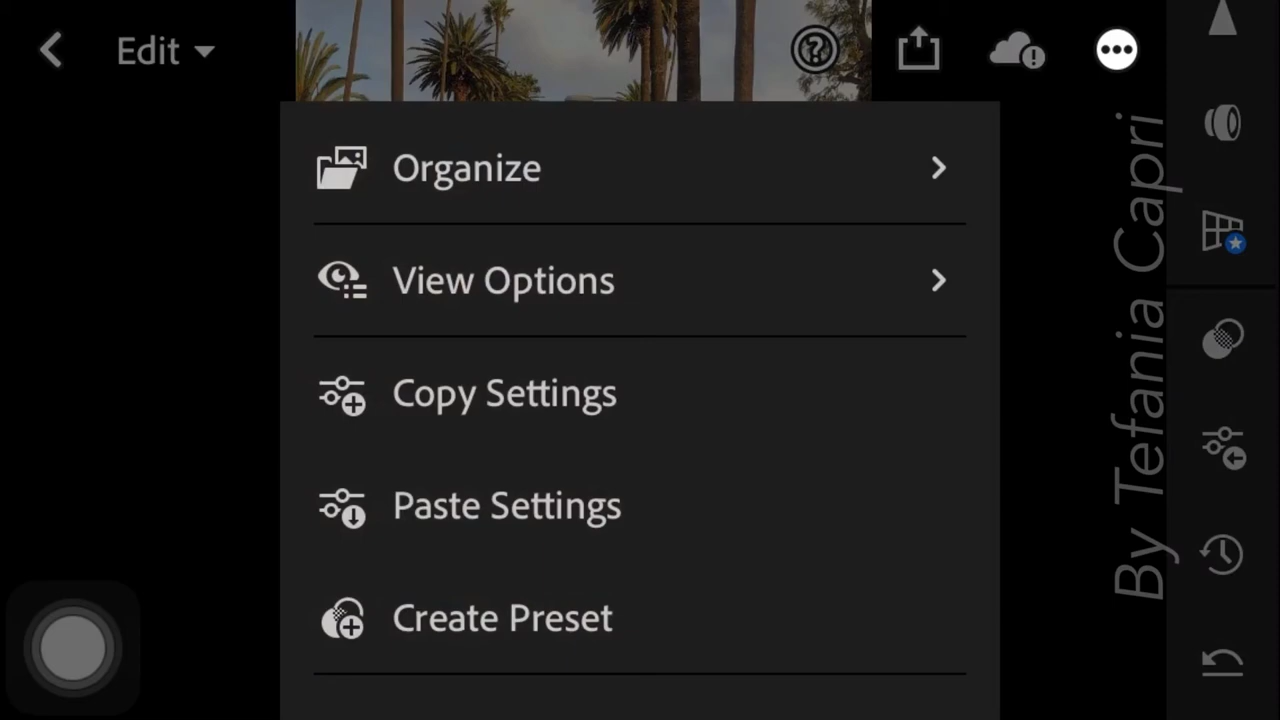 Edit
Organize
View Options
Copy Settings
Paste Settings
Create Preset
By Tefania Capri